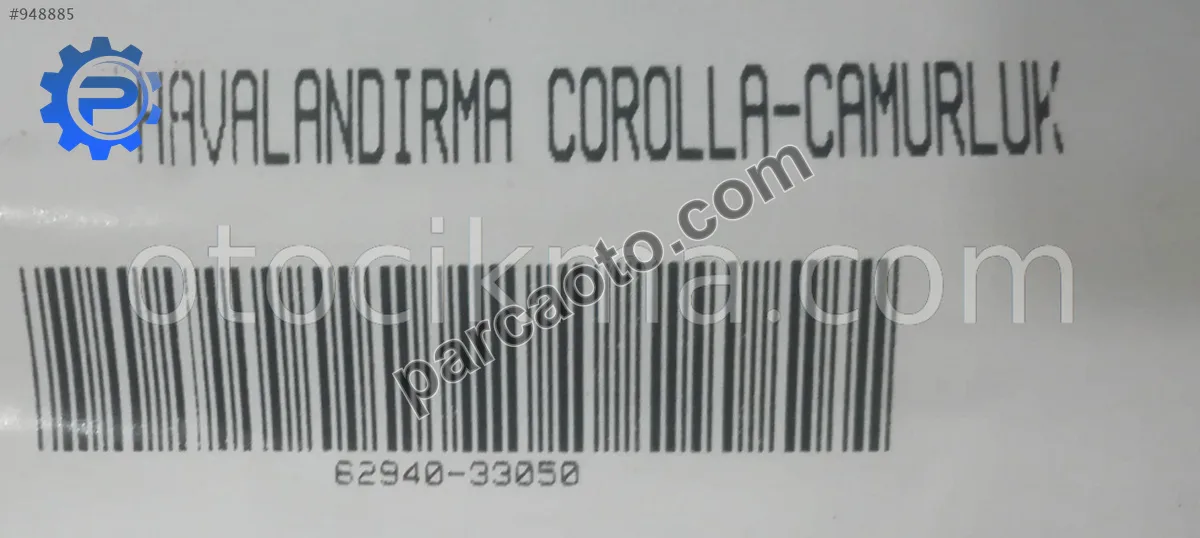 #948885
HAVALANDIRMA COROLLA-CAMURLUK
otocikma.com
parcaoto.com
62940-33050